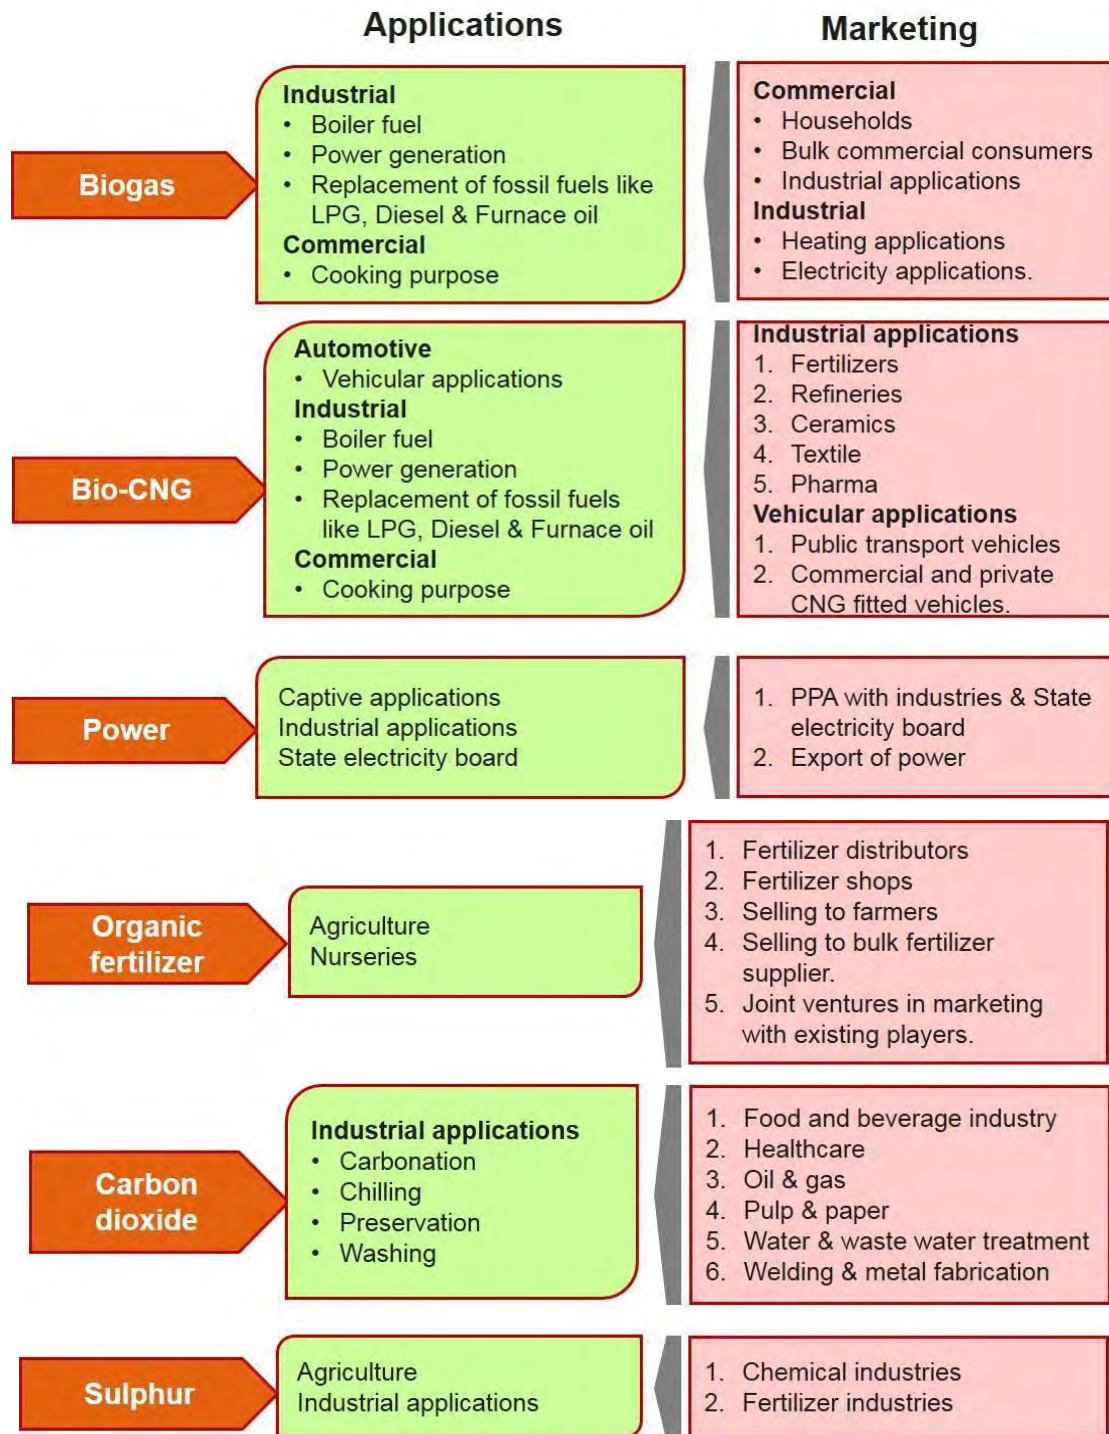 Applications
Marketing
Biogas
Industrial
• Boiler fuel
• Power generation
• Replacement of fossil fuels like
LPG, Diesel & Furnace oil
Commercial
• Cooking purpose
Commercial
• Households
• Bulk commercial consumers
• Industrial applications
Industrial
• Heating applications
• Electricity applications.
Bio-CNG
Automotive
• Vehicular applications
Industrial
• Boiler fuel
• Power generation
• Replacement of fossil fuels
like LPG, Diesel & Furnace oil
Commercial
• Cooking purpose
Industrial applications
1. Fertilizers
2. Refineries
3. Ceramics
4. Textile
5. Pharma
Vehicular applications
1. Public transport vehicles
2. Commercial and private
CNG fitted vehicles.
Power
Captive applications
Industrial applications
State electricity board
1. PPA with industries & State
electricity board
2. Export of power
Organic
fertilizer
Agriculture
Nurseries
1. Fertilizer distributors
2. Fertilizer shops
3. Selling to farmers
4. Selling to bulk fertilizer
supplier.
5. Joint ventures in marketing
with existing players.
Carbon
dioxide
Industrial applications
• Carbonation
• Chilling
• Preservation
• Washing
1. Food and beverage industry
2. Healthcare
3. Oil & gas
4. Pulp & paper
5. Water & waste water treatment
6. Welding & metal fabrication
Sulphur
Agriculture
Industrial applications
1. Chemical industries
2. Fertilizer industries